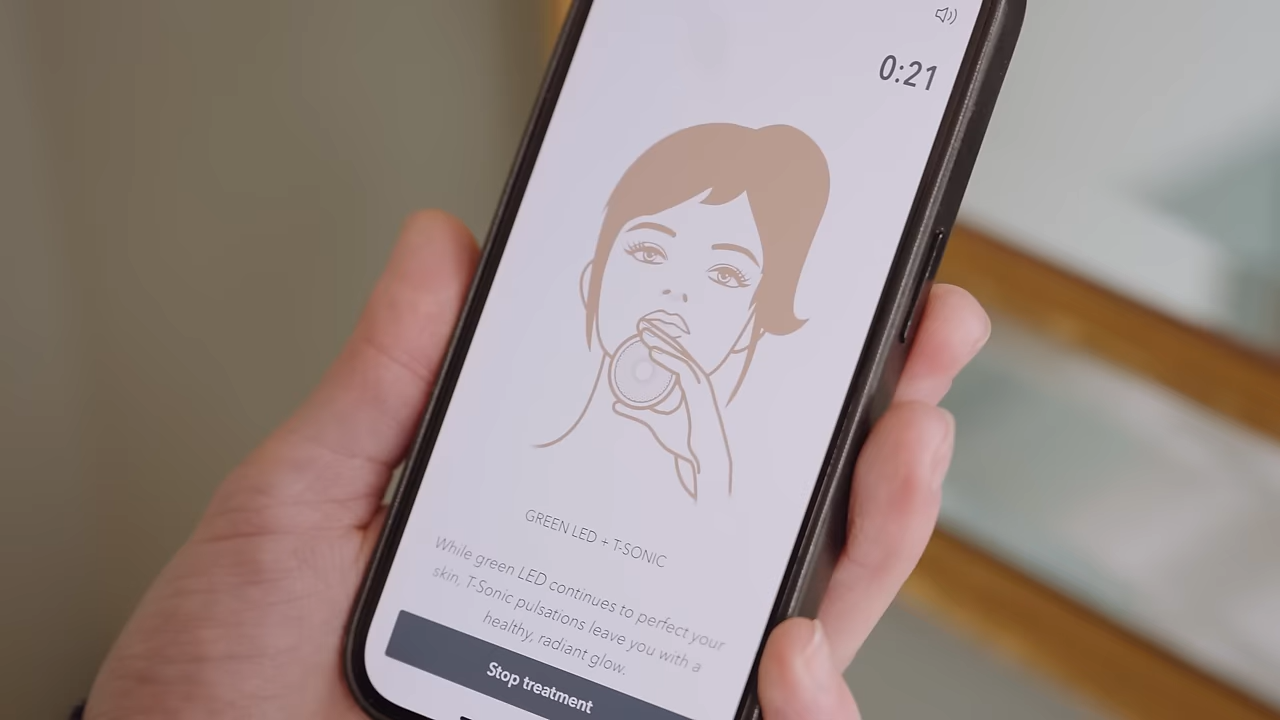 0:21
GREEN LED + T-SONIC
While green LED continues to perfect your
skin, T-Sonic pulsations leave you with a
healthy, radiant glow.
Stop treatment